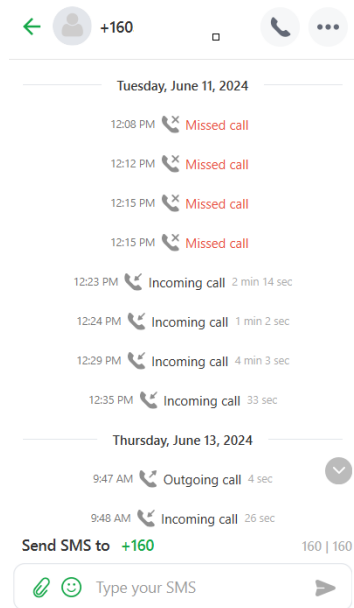 +160
Tuesday, June 11, 2024
12:08 PM Missed call
12:12 PM Missed call
12:15 PM Missed call
12:15 PM Missed call
12:23 PM Incoming call 2 min 14 sec
12:24 PM Incoming call 1 min 2 sec
12:29 PM Incoming call 4 min 3 sec
12:35 PM Incoming call 33 sec
Thursday, June 13, 2024
9:47 AM Outgoing call 4 sec
9:48 AM Incoming call 26 sec
Send SMS to +160 160 | 160
Type your SMS